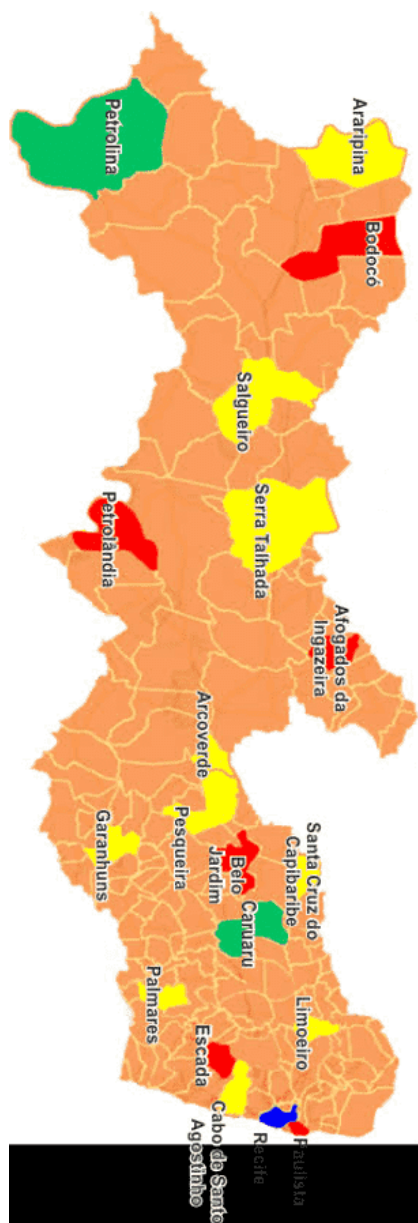 Araripina
Petrolina
Bodocó
Salgueiro
Serra Talhada
Petrolândia
Afogados da
Ingazeira
Arcoverde
Pesqueira
Garanhuns
Santa Cruz do
Capibaribe
Belo
Jardim
Caruaru
Palmares
Limoeiro
Escada
Cabo de Santo
Agostinho
Recife
Paulista